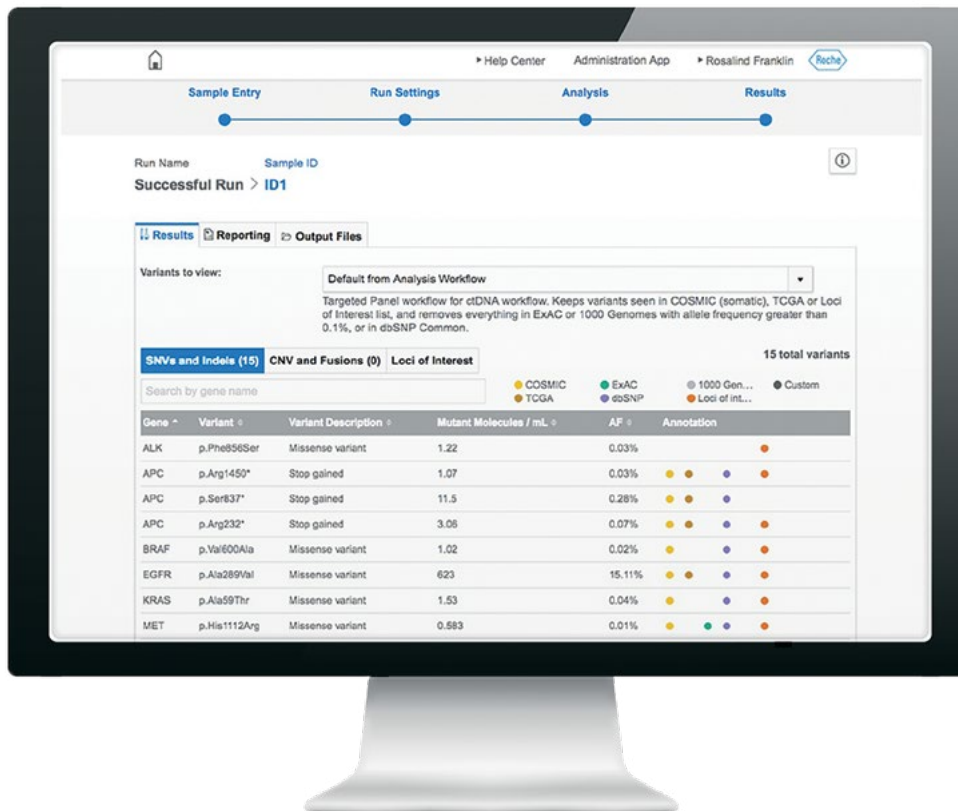 Help Center Administration App Rosalind Franklin Roche
Sample Entry Run Settings Analysis Results
Run Name Sample ID
Successful Run > ID1
Results Reporting Output Files
Variants to view:
Default from Analysis Workflow
Targeted Panel workflow for ctDNA workflow. Keeps variants seen in COSMIC (somatic), TCGA or Loci
of Interest list, and removes everything in ExAC or 1000 Genomes with allele frequency greater than
0.1%, or in dbSNP Common.
15 total variants
SNVs and Indels (15) CNV and Fusions (0) Loci of Interest
Search by gene name
COSMIC ExAC 1000 Gen... Custom
TCGA dbSNP Loci of int...
Gene Variant Variant Description Mutant Molecules / mL AF Annotation
ALK p.Phe856Ser Missense variant 1.22 0.03%
APC p.Arg1450* Stop gained 1.07 0.03%
APC p.Ser837* Stop gained 11.5 0.28%
APC p.Arg232* Stop gained 3.06 0.07%
BRAF p.Val600Ala Missense variant 1.02 0.02%
EGFR p.Ala289Val Missense variant 623 15.11%
KRAS p.Ala59Thr Missense variant 1.53 0.04%
MET p.His1112Arg Missense variant 0.583 0.01%